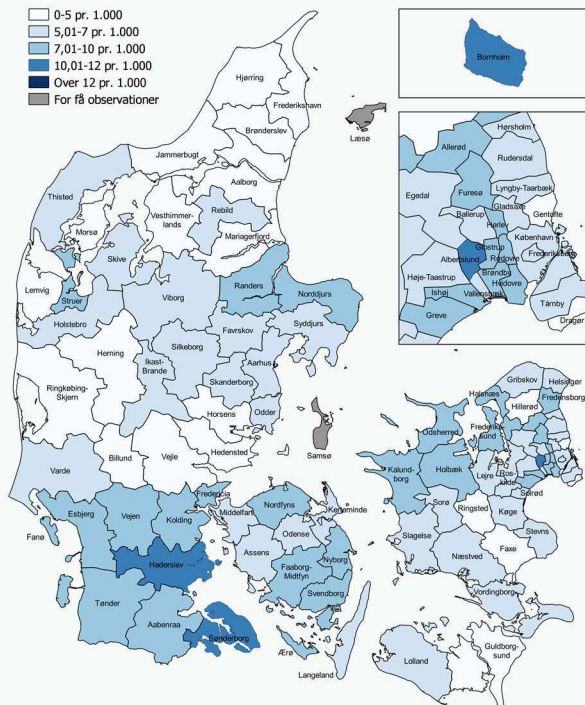 0-5 pr. 1.000
5,01-7 pr. 1.000
7,01-10 pr. 1.000
10,01-12 pr. 1.000
Over 12 pr. 1.000
For få observationer
Hjørring
Frederikshavn
Brønderslev
Læsø
Jammerbugt
Aalborg
Thisted
Vesthimmer-
lands
Rebild
Morsø
Mariagerfjord
Skive
Lemvig
Struer
Viborg
Randers
Norddjurs
Holstebro
Favrskov
Syddjurs
Herning
Silkeborg
Aarhus
Ikast-
Brande
Skanderborg
Ringkøbing-
Skjern
Horsens
Odder
Hedensted
Samsø
Billund
Vejle
Varde
Fredericia
Esbjerg
Vejen
Kolding
Middelfart
Nordfyns
Kerteminde
Fanø
Odense
Assens
Haderslev
Nyborg
Faaborg-
Midtfyn
Svendborg
Tønder
Aabenraa
Sønderborg
Ærø
Langeland
Bornholm
Hørsholm
Allerød
Rudersdal
Egedal
Furesø
Lyngby-Taarbæk
Gladsaxe
Ballerup
Gentofte
Herlev
København
Glostrup
Albertslund
Rødovre
Frederiksberg
Høje-Taastrup
Brøndby
Hvidovre
Ishøj
Vallensbæk
Greve
Tårnby
Dragør
Gribskov
Helsingør
Halsnæs
Fredensborg
Hillerød
Frederiks-
sund
Odsherred
Kalund-
borg
Holbæk
Lejre
Ros-
kilde
Solrød
Sorø
Ringsted
Køge
Stevns
Slagelse
Næstved
Faxe
Vordingborg
Lolland
Guldborg-
sund